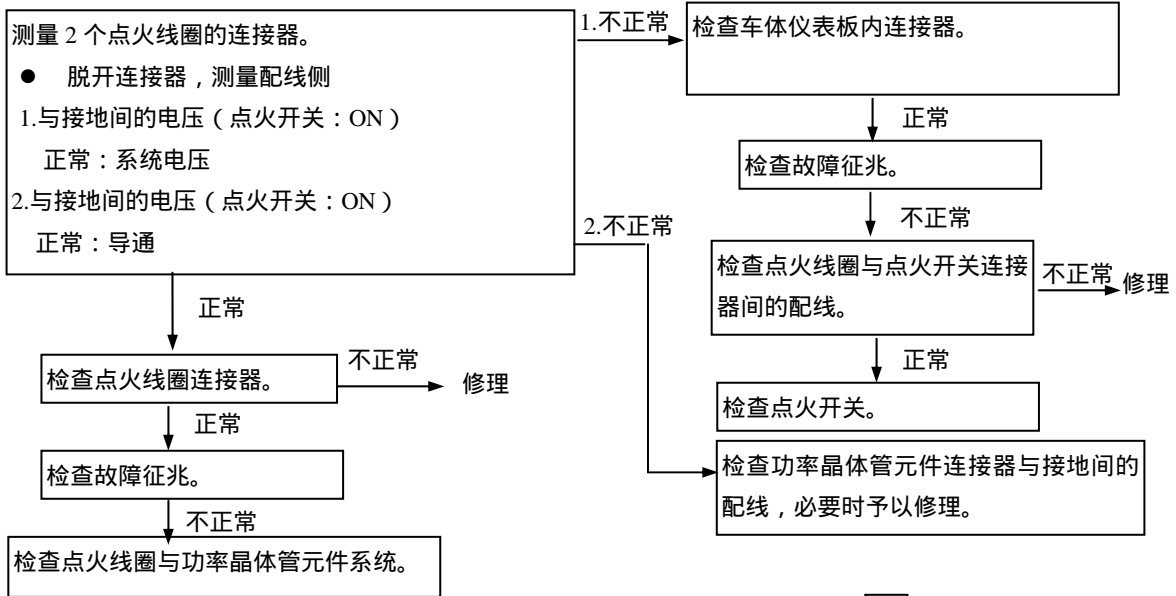 测量 2 个点火线圈的连接器。
● 脱开连接器，测量配线侧
1.与接地间的电压（点火开关：ON）
正常：系统电压
2.与接地间的电压（点火开关：ON）
正常：导通
1.不正常
检查车体仪表板内连接器。
正常
检查故障征兆。
不正常
2.不正常
检查点火线圈与点火开关连接
器间的配线。
不正常
修理
正常
检查点火开关。
检查功率晶体管元件连接器与接地间的
配线，必要时予以修理。
正常
检查点火线圈连接器。
不正常
修理
正常
检查故障征兆。
不正常
检查点火线圈与功率晶体管元件系统。